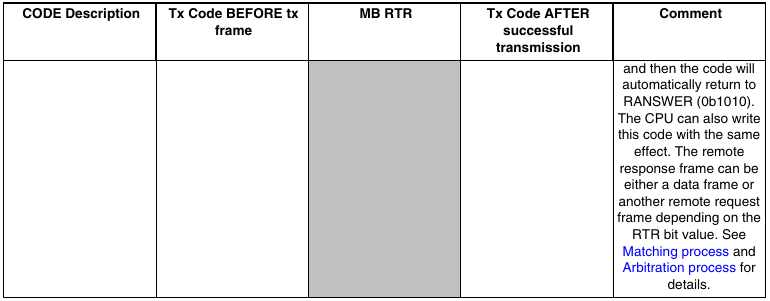 CODE Description
Tx Code BEFORE tx
frame
MB RTR
Tx Code AFTER
successful
transmission
Comment
and then the code will
automatically return to
RANSWER (0b1010).
The CPU can also write
this code with the same
effect. The remote
response frame can be
either a data frame or
another remote request
frame depending on the
RTR bit value. See
Matching process and
Arbitration process for
details.